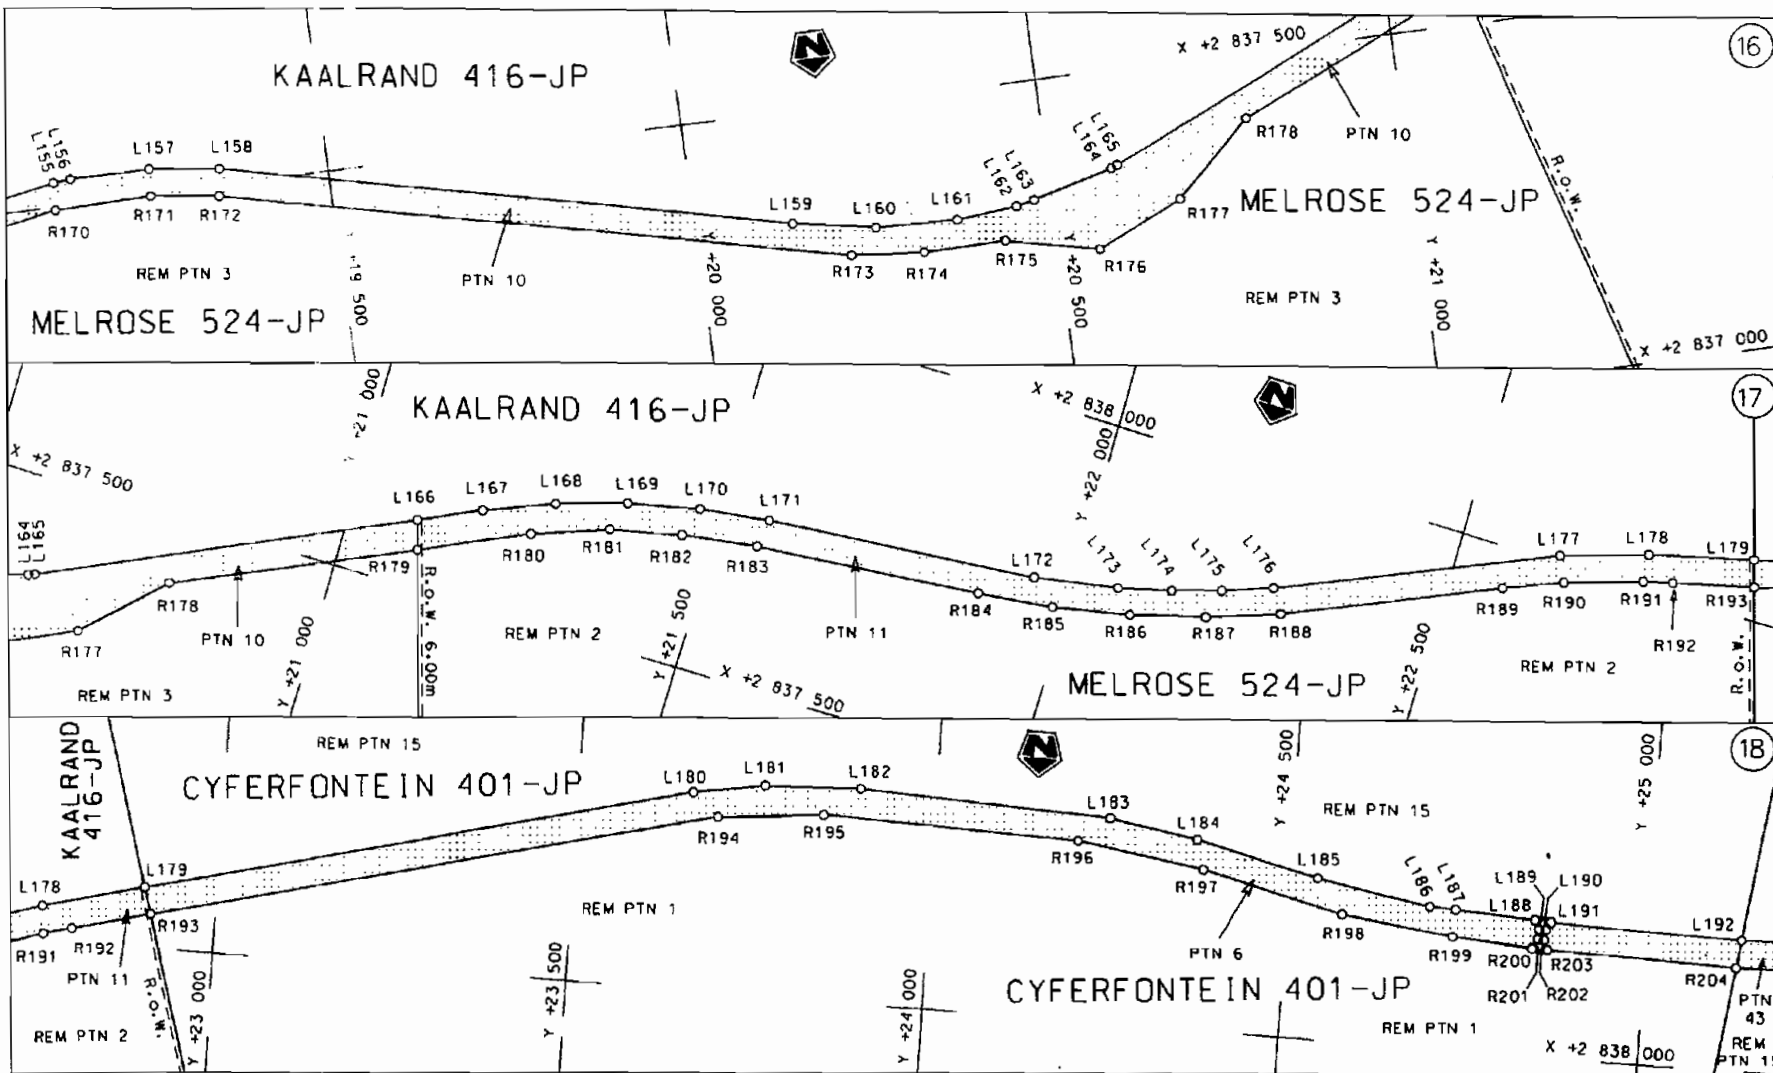 16
KAALRAND 416-JP
X +2 837 500
L155
L156
L157
L158
L159
L160
L161
L162
L163
L164
L165
R178
PTN 10
R.o.W.
R170
R171
R172
R173
R174
R175
R176
R177
MELROSE 524-JP
REM PTN 3
PTN 10
MELROSE 524-JP
REM PTN 3
Y +19 500
Y +20 000
Y +20 500
Y +21 000
X +2 837 000
17
KAALRAND 416-JP
Y +21 000
X +2 838 000
Y +22 000
X +2 837 500
L164
L165
L166
L167
L168
L169
L170
L171
L172
L173
L174
L175
L176
L177
L178
L179
R177
R178
R179
R180
R181
R182
R183
R184
R185
R186
R187
R188
R189
R190
R191
R192
R193
PTN 10
REM PTN 3
Y +21 000
R.o.W. 6.00m
REM PTN 2
Y +21 500
X +2 837 500
PTN 11
MELROSE 524-JP
Y +22 500
REM PTN 2
R.o.W.
18
KAALRAND 416-JP
REM PTN 15
CYFERFONTEIN 401-JP
L178
L179
L180
L181
L182
L183
L184
L185
L186
L187
L188
L189
L190
L191
L192
Y +24 500
REM PTN 15
Y +25 000
R191
R192
R193
R194
R195
R196
R197
R198
R199
R200
R201
R202
R203
R204
PTN 11
R.o.W.
REM PTN 2
Y +23 000
REM PTN 1
Y +23 500
PTN 6
Y +24 000
CYFERFONTEIN 401-JP
REM PTN 1
X +2 838 000
PTN
43
REM